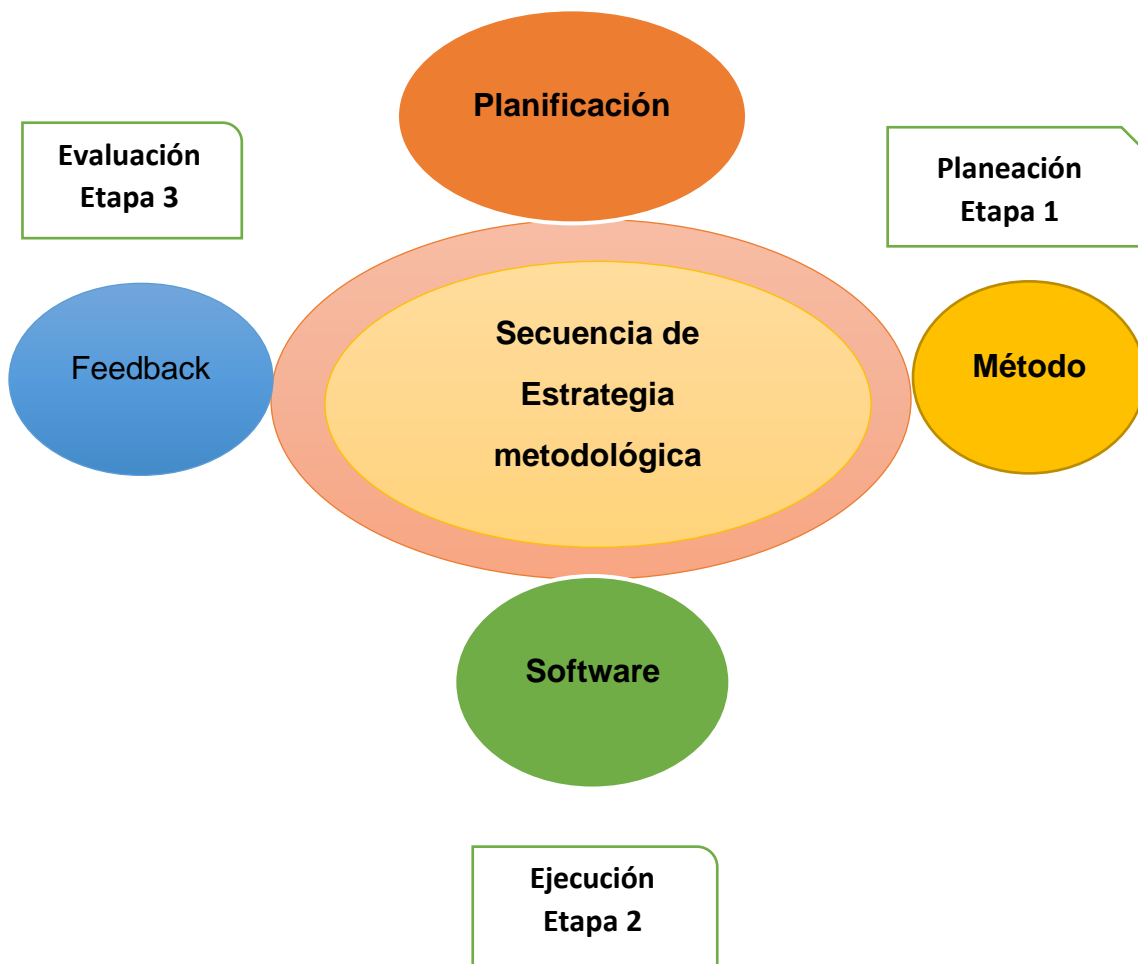 Planificación
Evaluación
Etapa 3
Planeación
Etapa 1
Feedback
Secuencia de
Estrategia
metodológica
Método
Software
Ejecución
Etapa 2